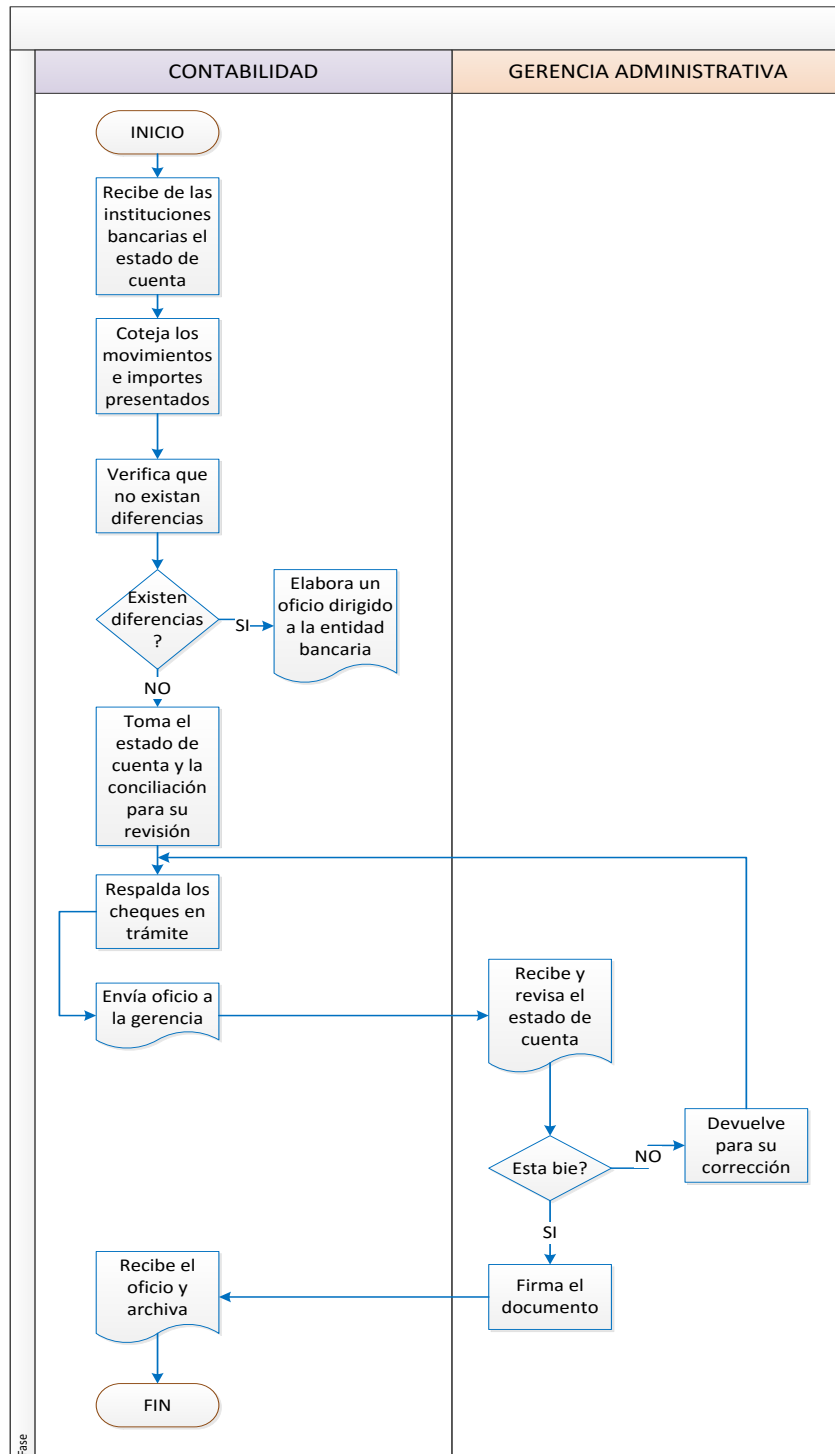 CONTABILIDAD
GERENCIA ADMINISTRATIVA
INICIO
Recibe de las
instituciones
bancarias el
estado de
cuenta
Coteja los
movimientos
e importes
presentados
Verifica que
no existan
diferencias
Existen
diferencias
?
SI
Elabora un
oficio dirigido
a la entidad
bancaria
NO
Toma el
estado de
cuenta y la
conciliación
para su
revisión
Respalda los
cheques en
trámite
Envía oficio a
la gerencia
Recibe y
revisa el
estado de
cuenta
Esta bie?
NO
Devuelve
para su
corrección
SI
Firma el
documento
Recibe el
oficio y
archiva
FIN
Fase